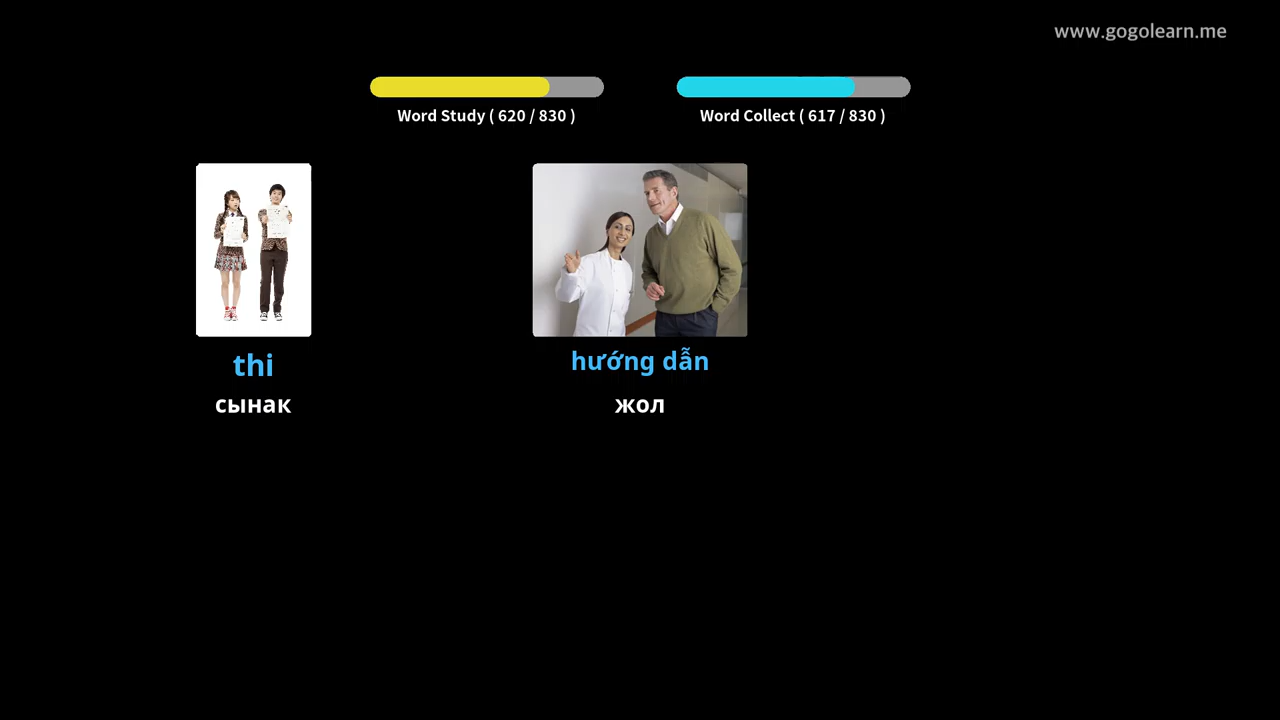 www.gogolearn.me
Word Study ( 620 / 830 )
Word Collect ( 617 / 830 )
thi
сынак
hướng dẫn
жол